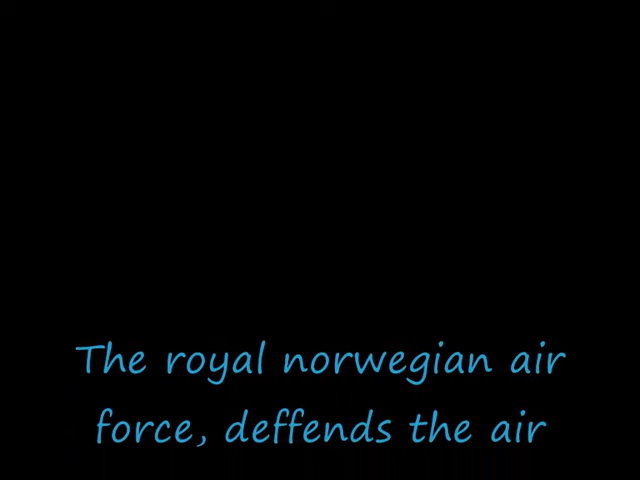 The royal norwegian air
force, deffends the air